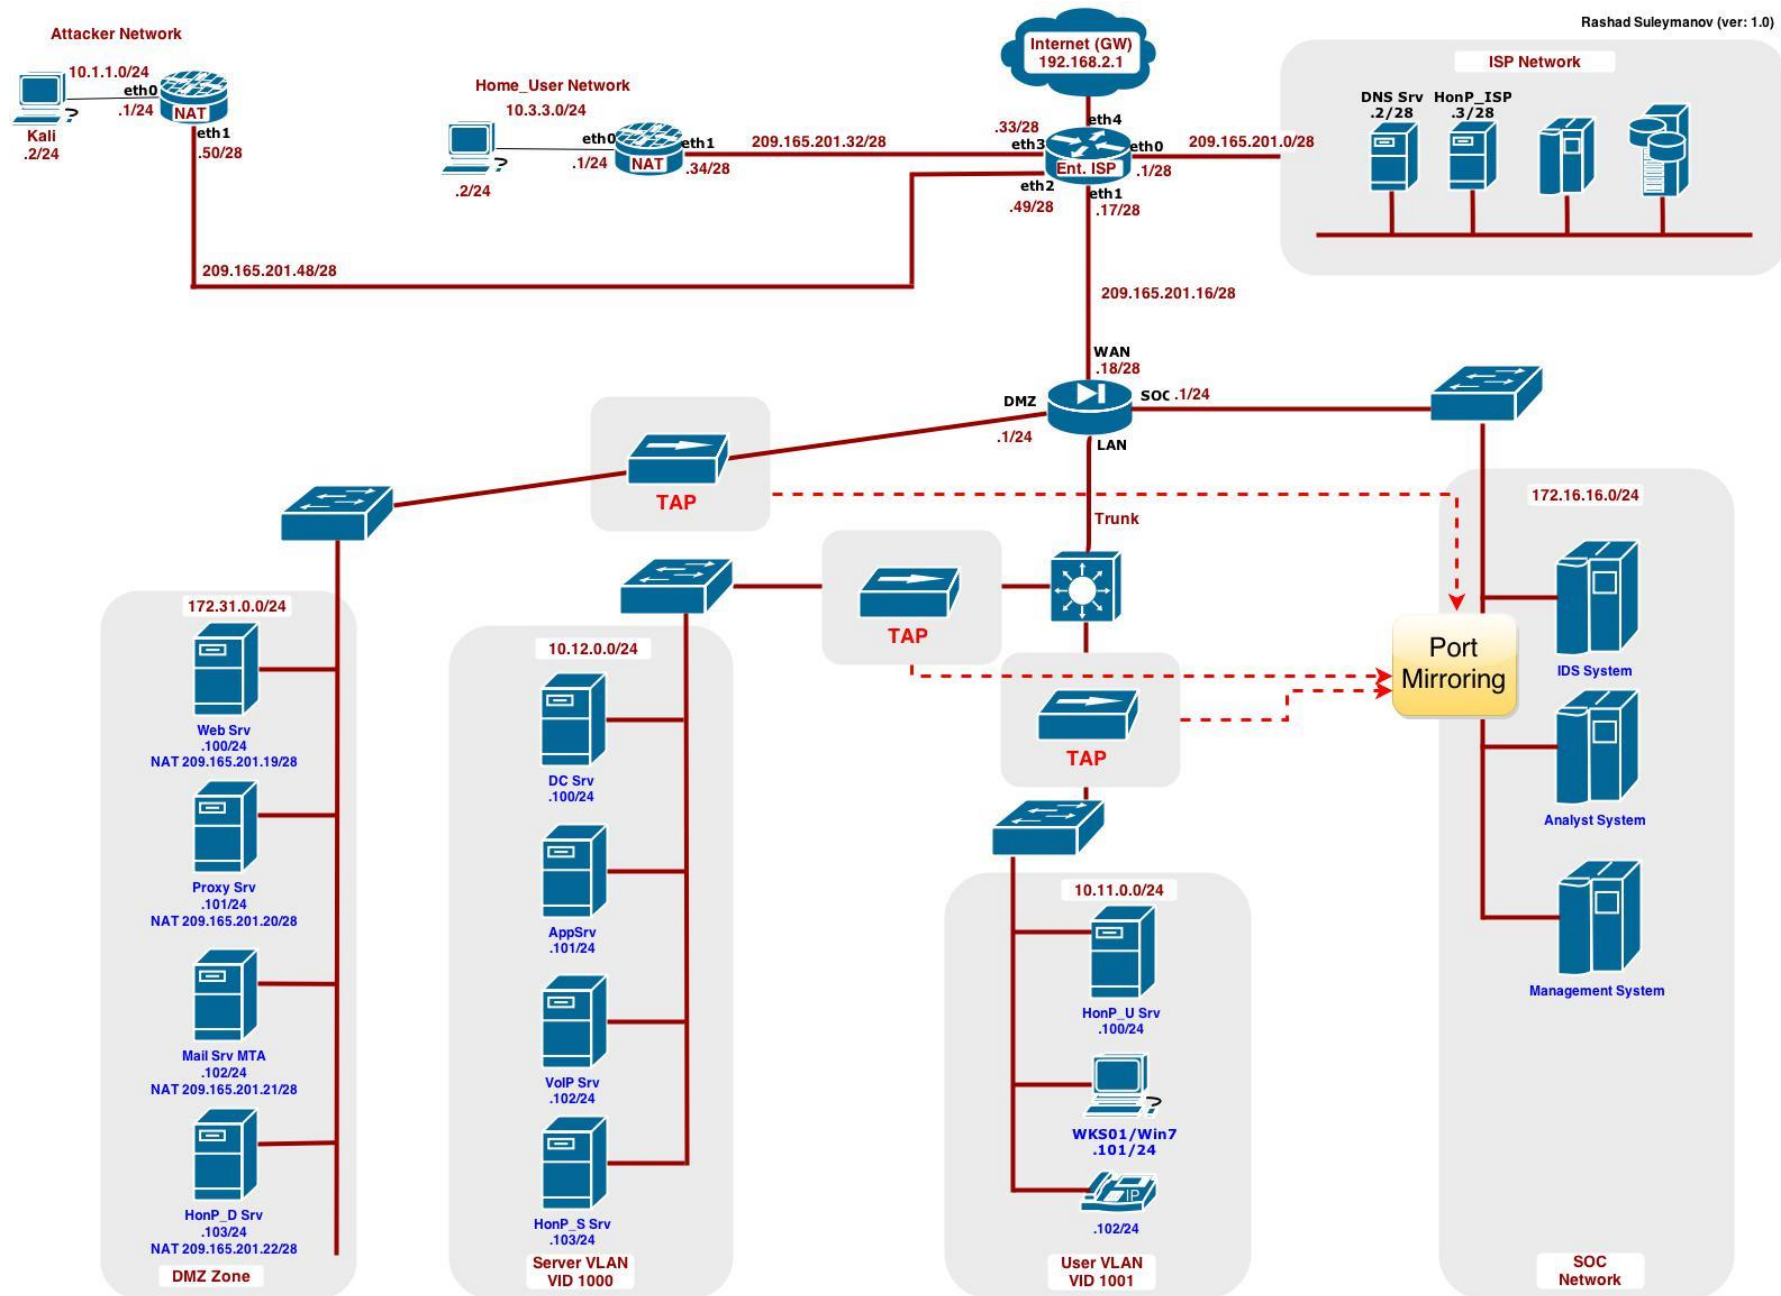 Rashad Suleymanov (ver: 1.0)
Attacker Network
10.1.1.0/24
eth0
.1/24
NAT
Kali
.2/24
eth1
.50/28
Home_User Network
10.3.3.0/24
eth0
.1/24
NAT
eth1
.34/28
.2/24
209.165.201.32/28
Internet (GW)
192.168.2.1
eth4
.33/28
eth3
eth0
.1/28
Ent. ISP
eth2
.49/28
eth1
.17/28
209.165.201.0/28
ISP Network
DNS Srv
.2/28
HonP_ISP
.3/28
209.165.201.48/28
209.165.201.16/28
WAN
.18/28
DMZ
.1/24
SOC .1/24
LAN
Trunk
TAP
TAP
TAP
Port
Mirroring
172.31.0.0/24
Web Srv
.100/24
NAT 209.165.201.19/28
Proxy Srv
.101/24
NAT 209.165.201.20/28
Mail Srv MTA
.102/24
NAT 209.165.201.21/28
HonP_D Srv
.103/24
NAT 209.165.201.22/28
DMZ Zone
10.12.0.0/24
DC Srv
.100/24
AppSrv
.101/24
VoIP Srv
.102/24
HonP_S Srv
.103/24
Server VLAN
VID 1000
10.11.0.0/24
HonP_U Srv
.100/24
WKS01/Win7
.101/24
IP
.102/24
User VLAN
VID 1001
172.16.16.0/24
IDS System
Analyst System
Management System
SOC
Network